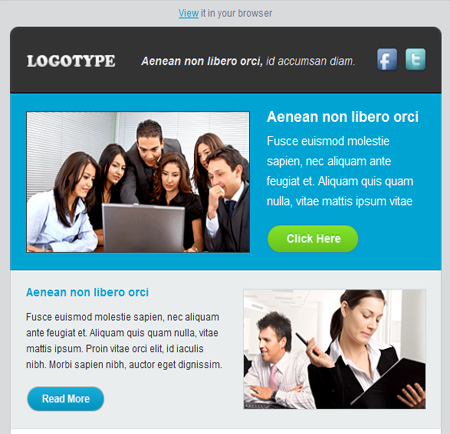 View it in your browser
LOGOTYPE
Aenean non libero orci, id accumsan diam.
Aenean non libero orci
Fusce euismod molestie
sapien, nec aliquam ante
feugiat et. Aliquam quis quam
nulla, vitae mattis ipsum vitae
Click Here
Aenean non libero orci
Fusce euismod molestie sapien, nec aliquam
ante feugiat et. Aliquam quis quam nulla, vitae
mattis ipsum. Proin vitae orci elit, id iaculis
nibh. Morbi sapien nibh, auctor eget dignissim.
Read More